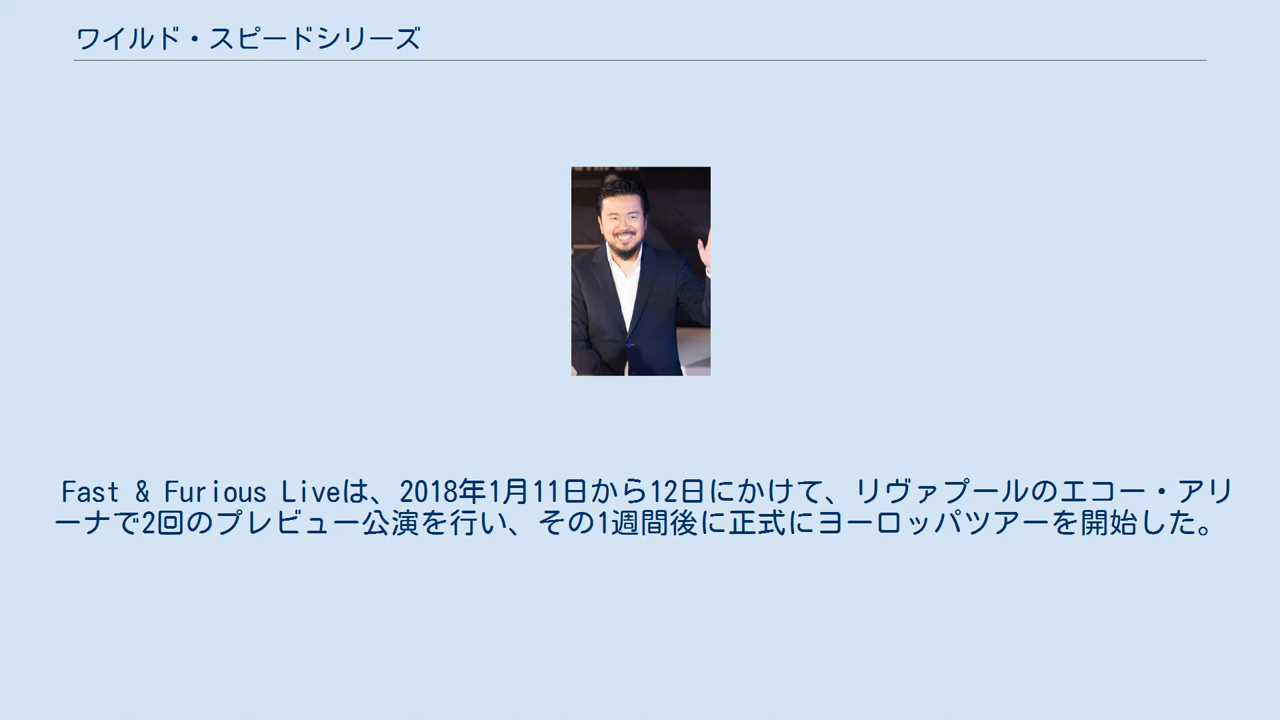 ワイルド・スピードシリーズ
Fast & Furious Liveは、2018年1月11日から12日にかけて、リヴァプールのエコー・アリ
ーナで2回のプレビュー公演を行い、その1週間後に正式にヨーロッパツアーを開始した。